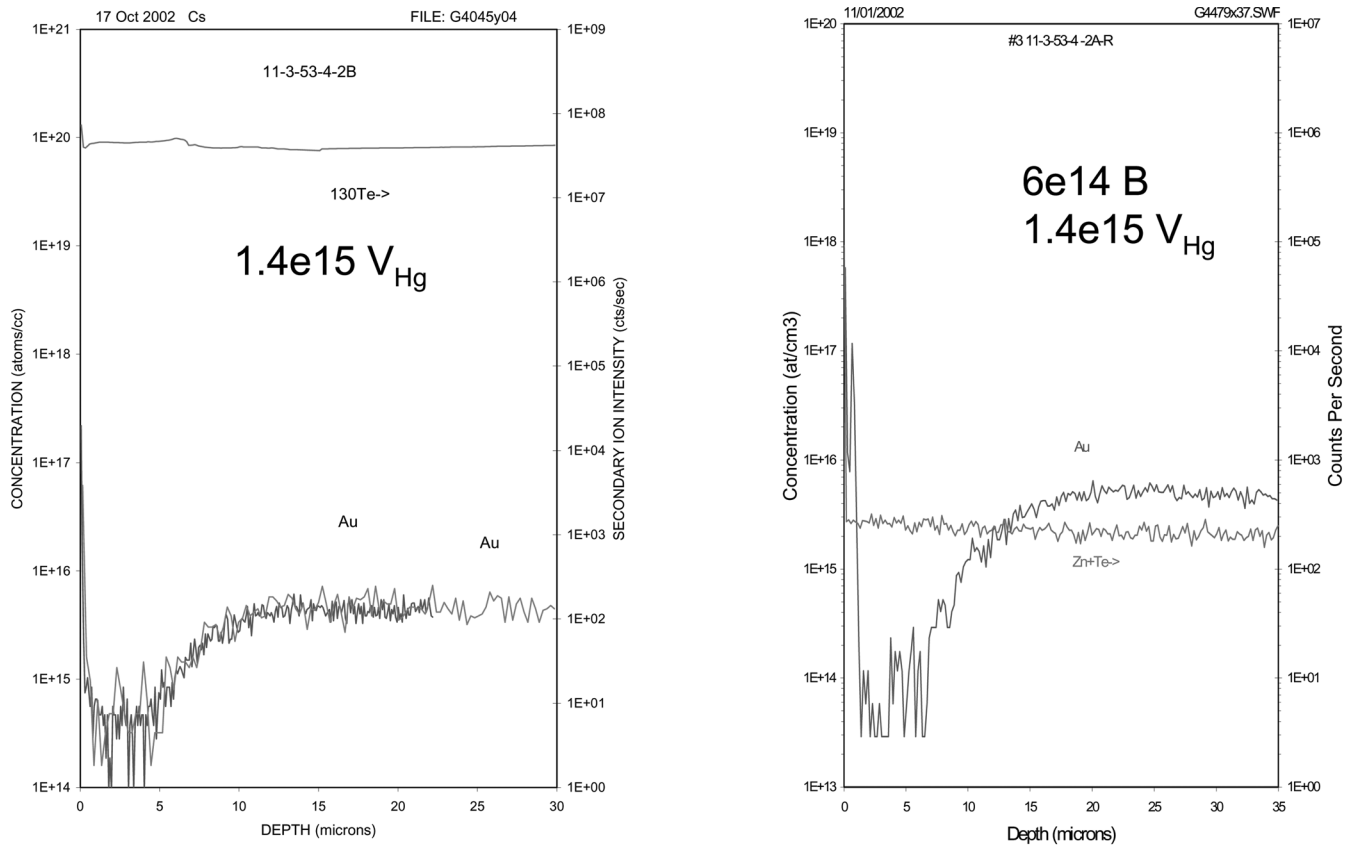 17 Oct 2002 Cs FILE: G4045y04
1E+21
1E+20
1E+19
1E+18
1E+17
1E+16
1E+15
1E+14
CONCENTRATION (atoms/cc)
11-3-53-4-2B
130Te->
1.4e15 VHg
Au
Au
1E+09
1E+08
1E+07
1E+06
1E+05
1E+04
1E+03
1E+02
1E+01
1E+00
SECONDARY ION INTENSITY (cts/sec)
0 5 10 15 20 25 30
DEPTH (microns)
11/01/2002 G4479x37.SWF
1E+20
1E+19
1E+18
1E+17
1E+16
1E+15
1E+14
1E+13
Concentration (at/cm3)
#3 11-3-53-4 -2A-R
6e14 B
1.4e15 VHg
Au
Zn+Te->
1E+07
1E+06
1E+05
1E+04
1E+03
1E+02
1E+01
1E+00
Counts Per Second
0 5 10 15 20 25 30 35
Depth (microns)